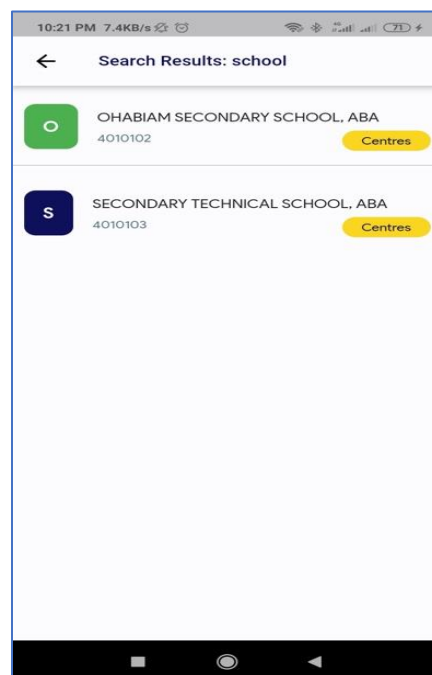 10:21 PM 7.4KB/s 4G 71
Search Results: school
O
OHABIAM SECONDARY SCHOOL, ABA
4010102
Centres
S
SECONDARY TECHNICAL SCHOOL, ABA
4010103
Centres